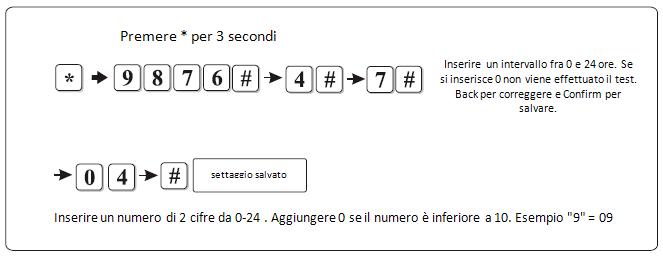 Premere * per 3 secondi
* → 9 8 7 6 # → 4 # → 7 #
Inserire un intervallo fra 0 e 24 ore. Se
si inserisce 0 non viene effettuato il test.
Back per correggere e Confirm per
salvare.
→ 0 4 → # settaggio salvato
Inserire un numero di 2 cifre da 0-24 . Aggiungere 0 se il numero è inferiore a 10. Esempio "9" = 09